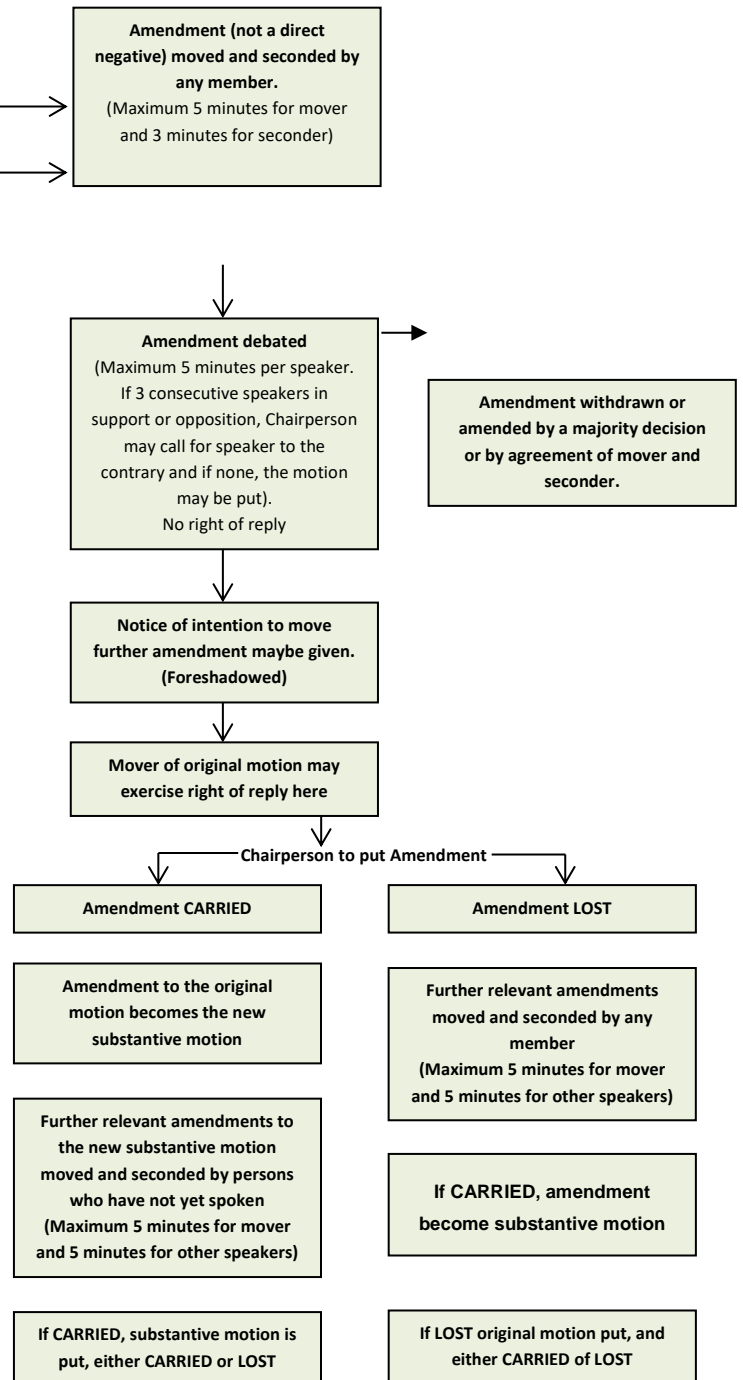 Amendment (not a direct
negative) moved and seconded by
any member.
(Maximum 5 minutes for mover
and 3 minutes for seconder)
Amendment debated
(Maximum 5 minutes per speaker.
If 3 consecutive speakers in
support or opposition, Chairperson
may call for speaker to the
contrary and if none, the motion
may be put).
No right of reply
Amendment withdrawn or
amended by a majority decision
or by agreement of mover and
seconder.
Notice of intention to move
further amendment maybe given.
(Foreshadowed)
Mover of original motion may
exercise right of reply here
Chairperson to put Amendment
Amendment CARRIED
Amendment to the original
motion becomes the new
substantive motion
Further relevant amendments to
the new substantive motion
moved and seconded by persons
who have not yet spoken
(Maximum 5 minutes for mover
and 5 minutes for other speakers)
If CARRIED, substantive motion is
put, either CARRIED or LOST
Amendment LOST
Further relevant amendments
moved and seconded by any
member
(Maximum 5 minutes for mover
and 5 minutes for other speakers)
If CARRIED, amendment
become substantive motion
If LOST original motion put, and
either CARRIED of LOST